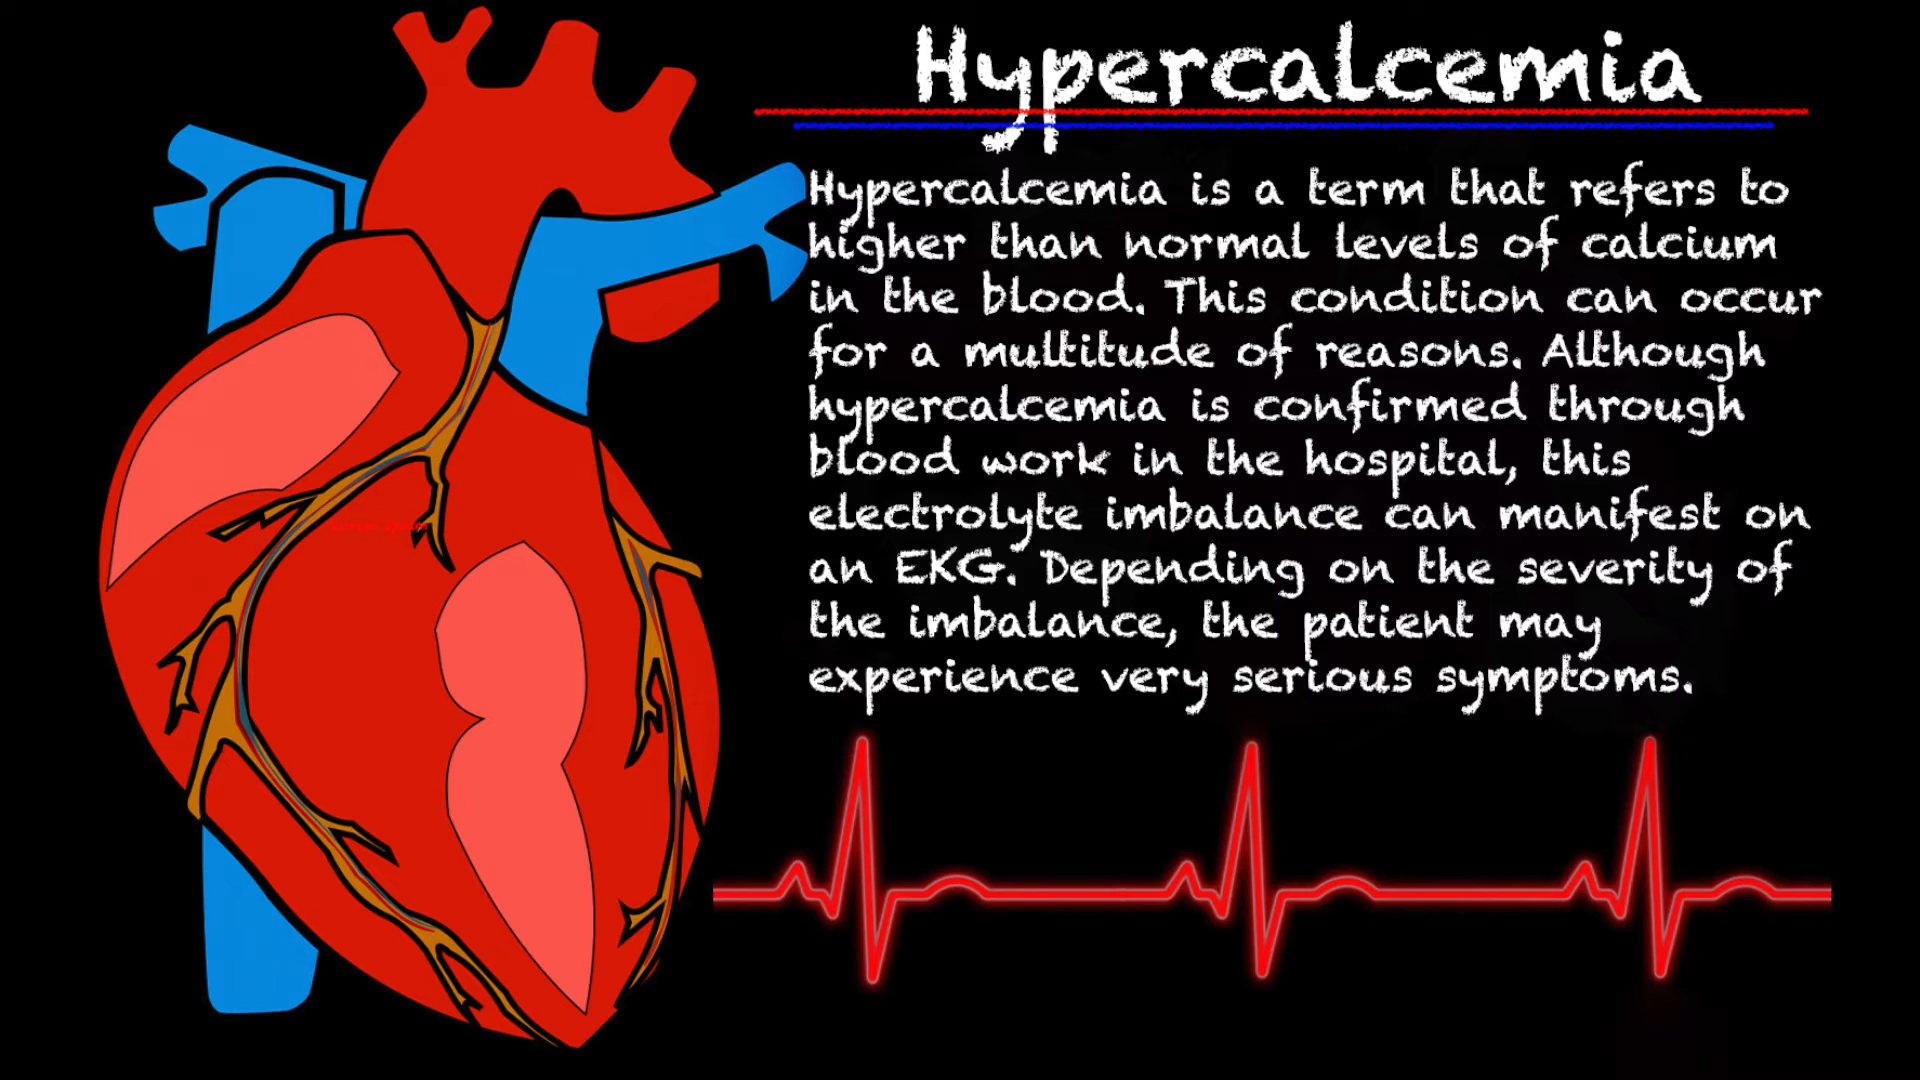 Hypercalcemia
Hypercalcemia is a term that refers to
higher than normal levels of calcium
in the blood. This condition can occur
for a multitude of reasons. Although
hypercalcemia is confirmed through
blood work in the hospital, this
electrolyte imbalance can manifest on
an EKG. Depending on the severity of
the imbalance, the patient may
experience very serious symptoms.